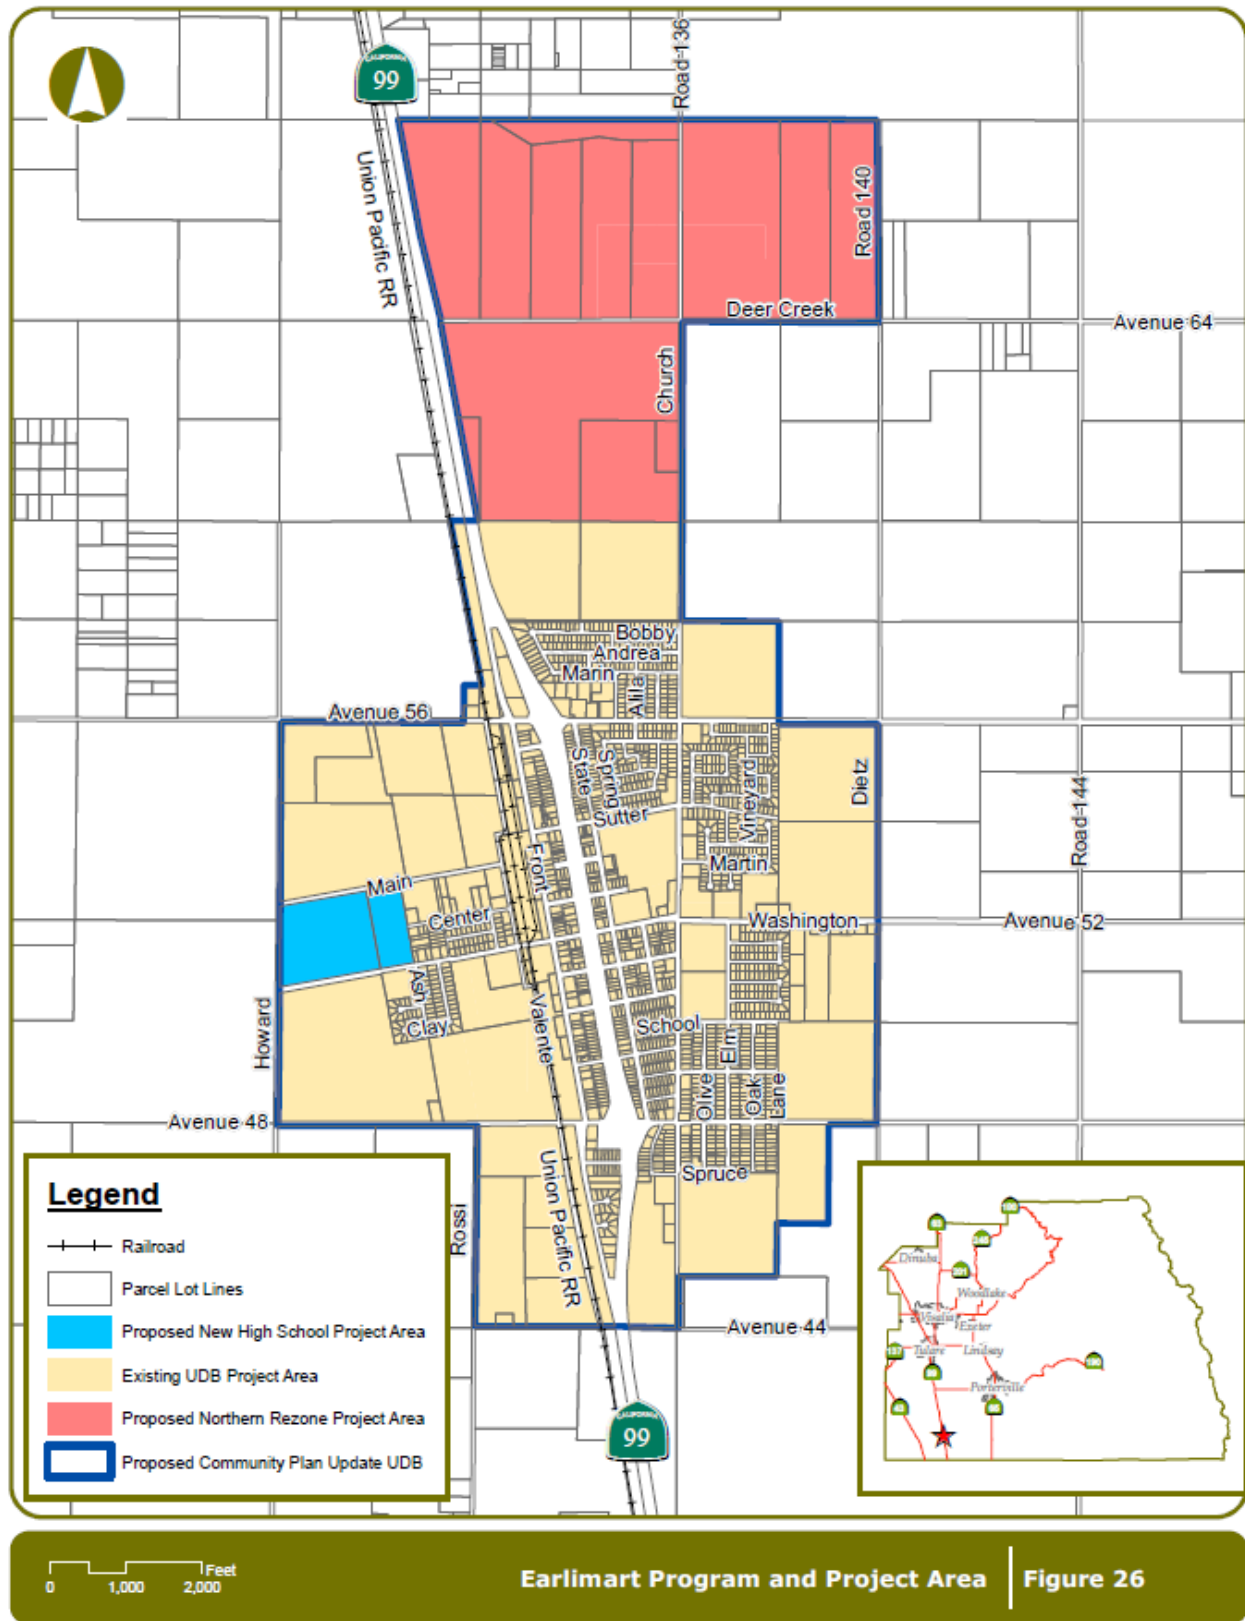 CALIFORNIA
99
Road 136
Union Pacific RR
Road 140
Deer Creek
Avenue 64
Church
Bobby
Andrea
Marin
Alila
Avenue 56
State
Spring
Sutter
Vineyard
Dietz
Road 144
Front
Martin
Main
Center
Washington
Avenue 52
Ash
Clay
Howard
Valente
School
Elm
Olive
Oak
Lane
Avenue 48
Spruce
Rossi
Union Pacific RR
Avenue 44
CALIFORNIA
99
Legend
Railroad
Parcel Lot Lines
Proposed New High School Project Area
Existing UDB Project Area
Proposed Northern Rezone Project Area
Proposed Community Plan Update UDB
Dinuba
Woodlake
Visalia
Exeter
Tulare
Lindsay
Porterville
Feet
0 1,000 2,000
Earlimart Program and Project Area
Figure 26